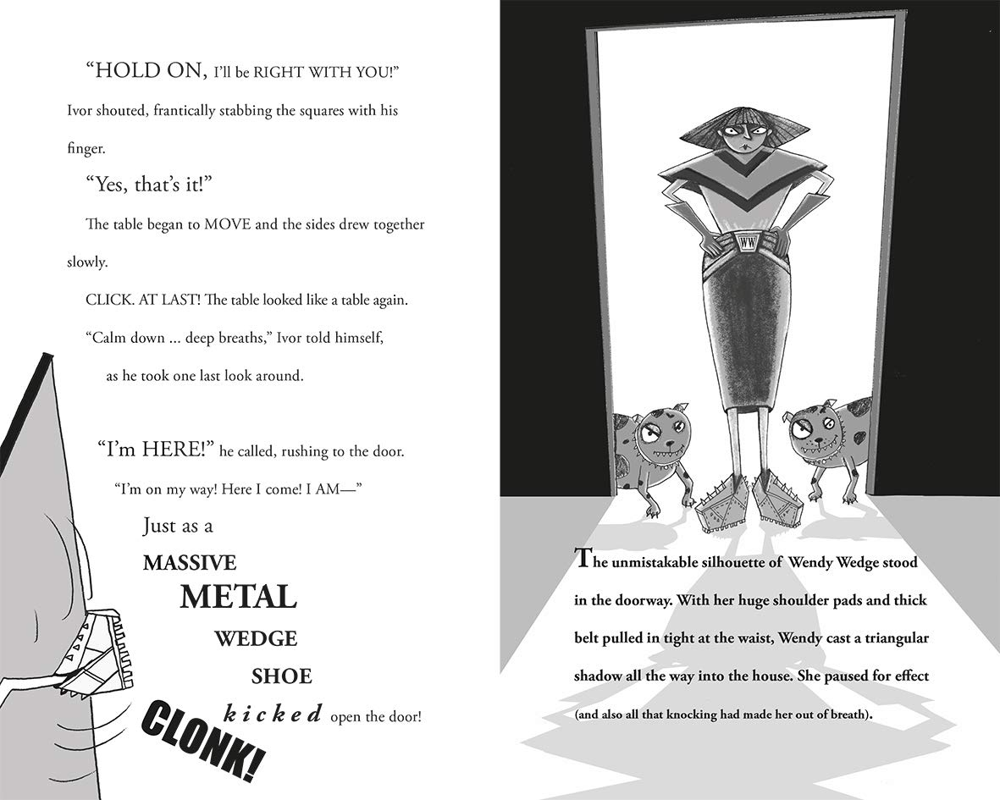 “HOLD ON, I’ll be RIGHT WITH YOU!”
Ivor shouted, frantically stabbing the squares with his
finger.
“Yes, that’s it!”
The table began to MOVE and the sides drew together
slowly.
CLICK. AT LAST! The table looked like a table again.
“Calm down ... deep breaths,” Ivor told himself,
as he took one last look around.
“I’m HERE!” he called, rushing to the door.
“I’m on my way! Here I come! I AM—”
Just as a
MASSIVE
METAL
WEDGE
SHOE
kicked open the door!
CLONK!
WW
The unmistakable silhouette of Wendy Wedge stood
in the doorway. With her huge shoulder pads and thick
belt pulled in tight at the waist, Wendy cast a triangular
shadow all the way into the house. She paused for effect
(and also all that knocking had made her out of breath).